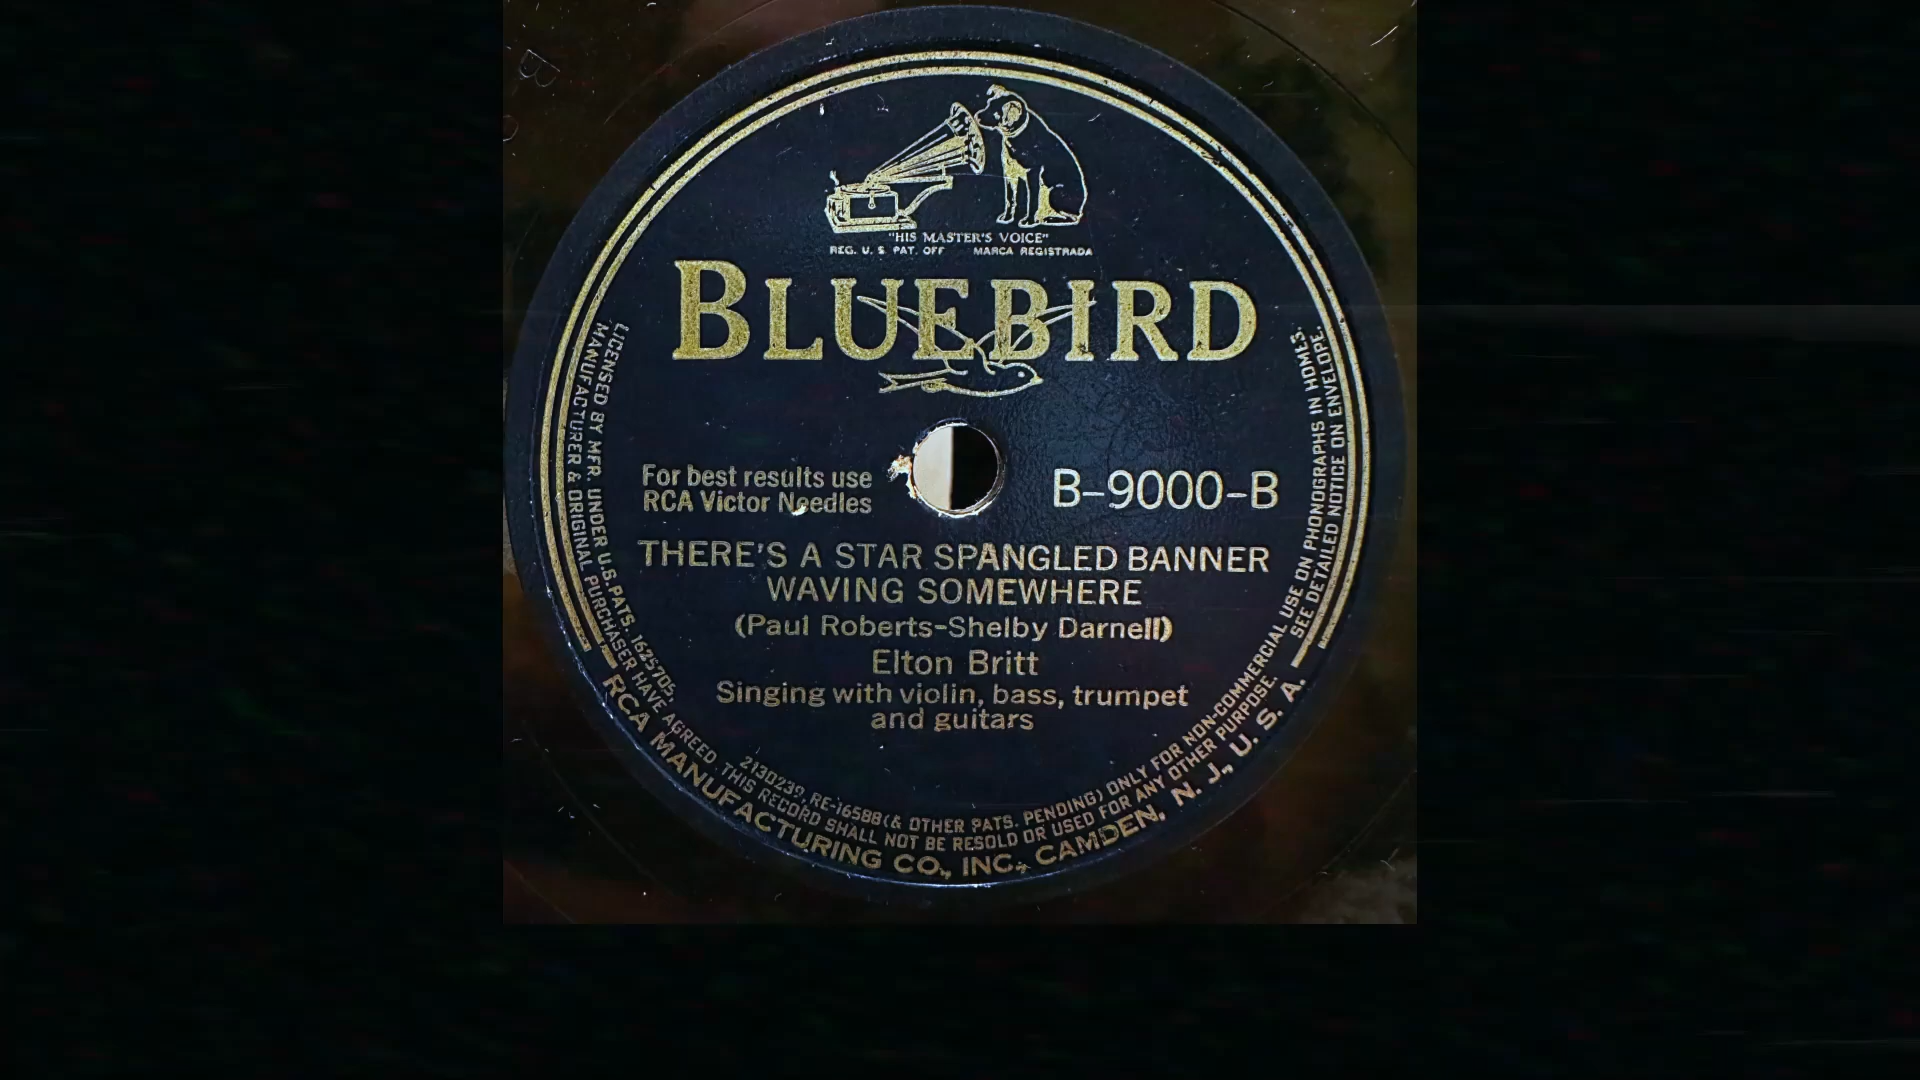 "HIS MASTER'S VOICE"
REG. U. S. PAT. OFF MARCA REGISTRADA
BLUEBIRD
For best results use
RCA Victor Needles
B-9000-B
THERE'S A STAR SPANGLED BANNER
WAVING SOMEWHERE
(Paul Roberts-Shelby Darnell)
Elton Britt
Singing with violin, bass, trumpet
and guitars
LICENSED BY MFR. UNDER U.S. PATS. 1625705, 2130239, RE-16588 (& OTHER PATS. PENDING) ONLY FOR NON-COMMERCIAL USE ON PHONOGRAPHS IN HOMES.
MANUFACTURER & ORIGINAL PURCHASER HAVE AGREED THIS RECORD SHALL NOT BE RESOLD OR USED FOR ANY OTHER PURPOSE. SEE DETAILED NOTICE ON ENVELOPE.
RCA MANUFACTURING CO., INC., CAMDEN, N. J., U. S. A.